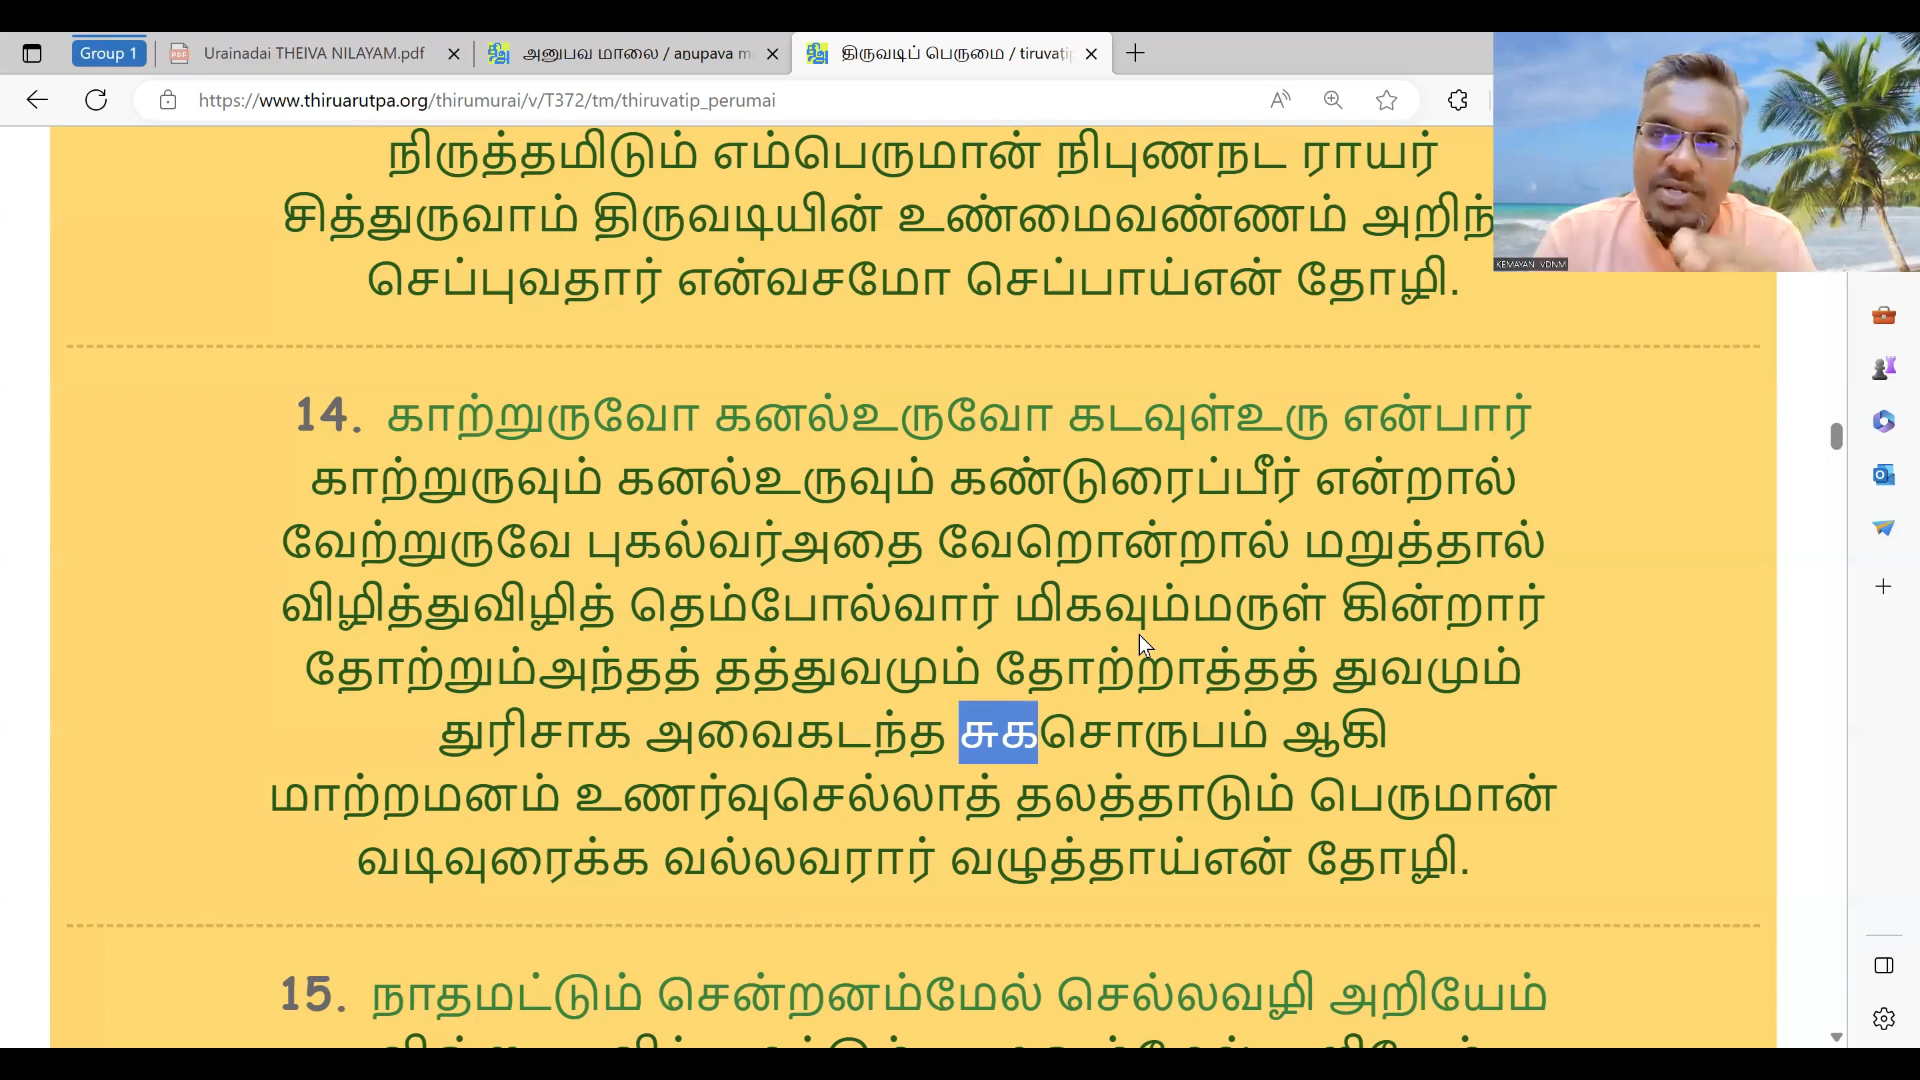 Group 1
Urainadai THEIVA NILAYAM.pdf
அனுபவ மாலை / anupava m
திருவடிப் பெருமை / tiruvaṭip
https://www.thiruarutpa.org/thirumurai/v/T372/tm/thiruvatip_perumai
நிருத்தமிடும் எம்பெருமான் நிபுணநட ராயர்
சித்துருவாம் திருவடியின் உண்மைவண்ணம் அறிந்
செப்புவதார் என்வசமோ செப்பாய்என் தோழி.
KEMAYAN VDNM
14. காற்றுருவோ கனல்உருவோ கடவுள்உரு என்பார்
காற்றுருவும் கனல்உருவும் கண்டுரைப்பீர் என்றால்
வேற்றுருவே புகல்வர்அதை வேறொன்றால் மறுத்தால்
விழித்துவிழித் தெம்போல்வார் மிகவும்மருள் கின்றார்
தோற்றும்அந்தத் தத்துவமும் தோற்றாத்தத் துவமும்
துரிசாக அவைகடந்த சுகசொருபம் ஆகி
மாற்றமனம் உணர்வுசெல்லாத் தலத்தாடும் பெருமான்
வடிவுரைக்க வல்லவரார் வழுத்தாய்என் தோழி.
15. நாதமட்டும் சென்றனம்மேல் செல்லவழி அறியேம்